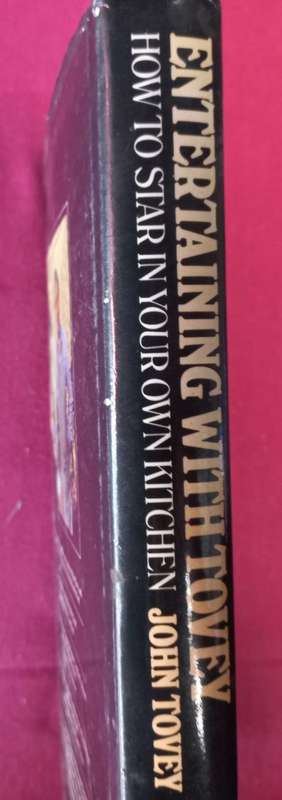 ENTERTAINING WITH TOVEY
HOW TO STAR IN YOUR OWN KITCHEN JOHN TOVEY